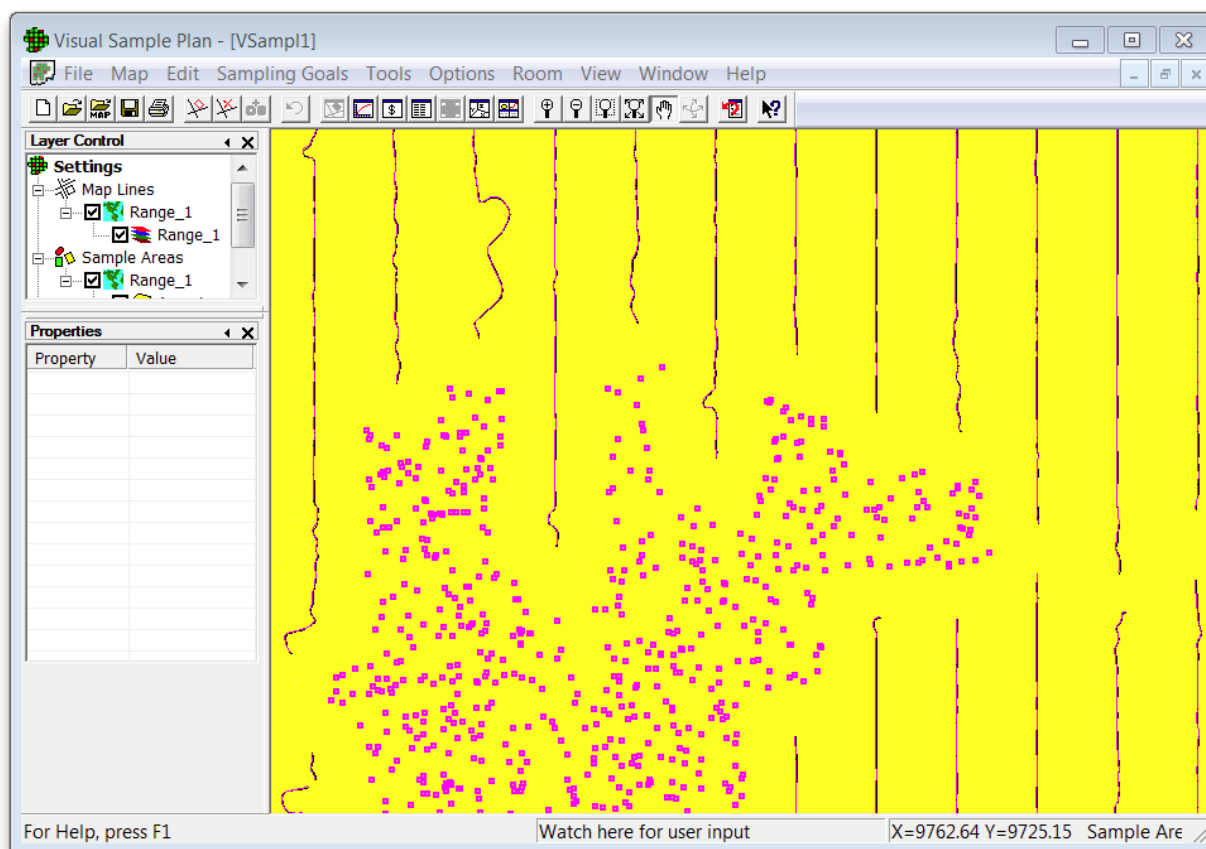 Visual Sample Plan - [VSampl1]
File Map Edit Sampling Goals Tools Options Room View Window Help
MAP
Layer Control
Settings
Map Lines
Range_1
Range_1
Sample Areas
Range_1
Properties
Property Value
For Help, press F1
Watch here for user input
X=9762.64 Y=9725.15 Sample Are